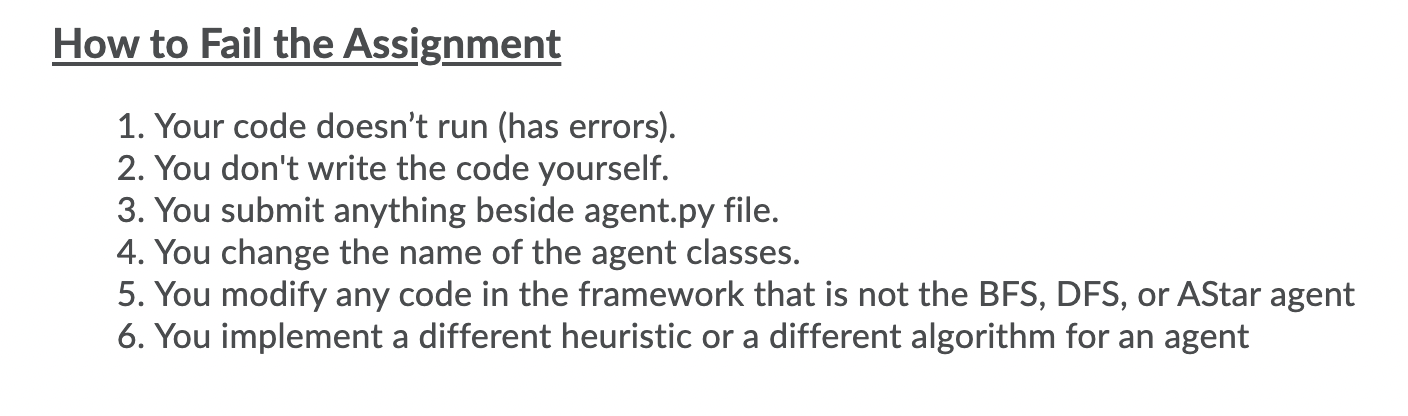 How to Fail the Assignment
1. Your code doesn’t run (has errors).
2. You don't write the code yourself.
3. You submit anything beside agent.py file.
4. You change the name of the agent classes.
5. You modify any code in the framework that is not the BFS, DFS, or AStar agent
6. You implement a different heuristic or a different algorithm for an agent